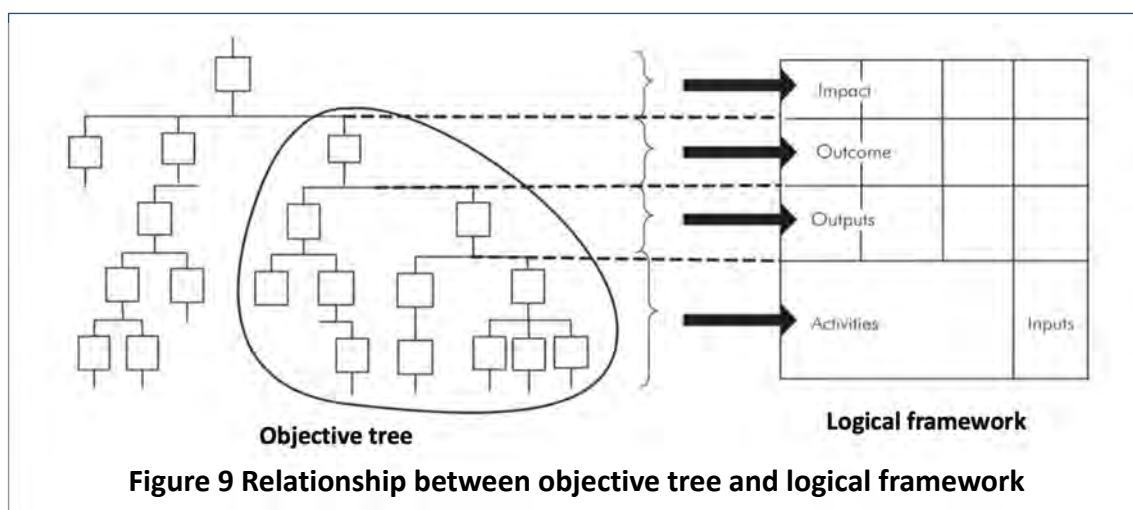 Impact
Outcome
Outputs
Activities
Inputs
Objective tree
Logical framework
Figure 9 Relationship between objective tree and logical framework